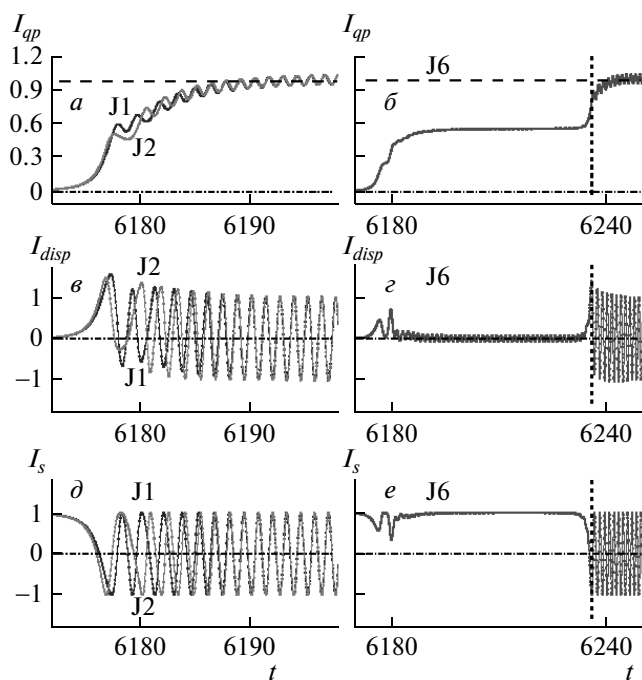 I_qp
I_qp
1.2
0.9
0.6
0.3
0
а
J1
J2
б
J6
6180
6190
6180
6240
I_disp
I_disp
1
0
−1
в
J2
J1
г
J6
6180
6190
6180
6240
I_s
I_s
1
0
−1
д
J1
J2
е
J6
6180
6190
t
6180
6240
t